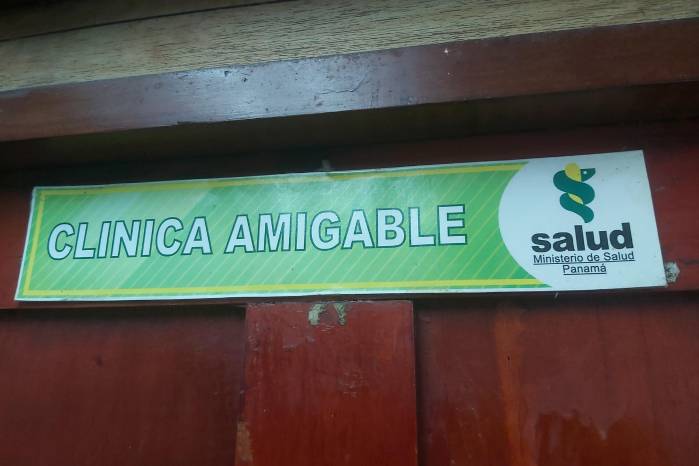 CLINICA AMIGABLE
salud
Ministerio de Salud
Panamá